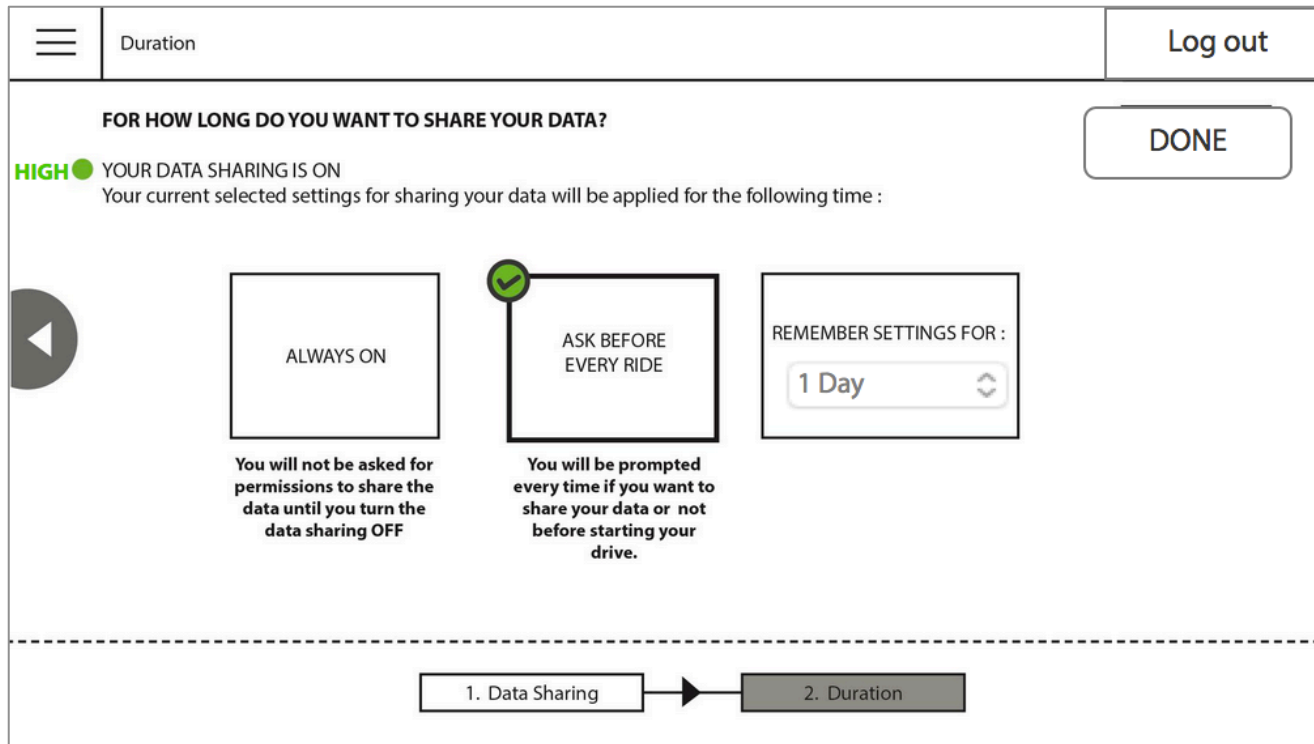 Duration
Log out
FOR HOW LONG DO YOU WANT TO SHARE YOUR DATA?
DONE
HIGH
YOUR DATA SHARING IS ON
Your current selected settings for sharing your data will be applied for the following time :
ALWAYS ON
You will not be asked for
permissions to share the
data until you turn the
data sharing OFF
ASK BEFORE
EVERY RIDE
You will be prompted
every time if you want to
share your data or not
before starting your
drive.
REMEMBER SETTINGS FOR :
1 Day
1. Data Sharing
2. Duration